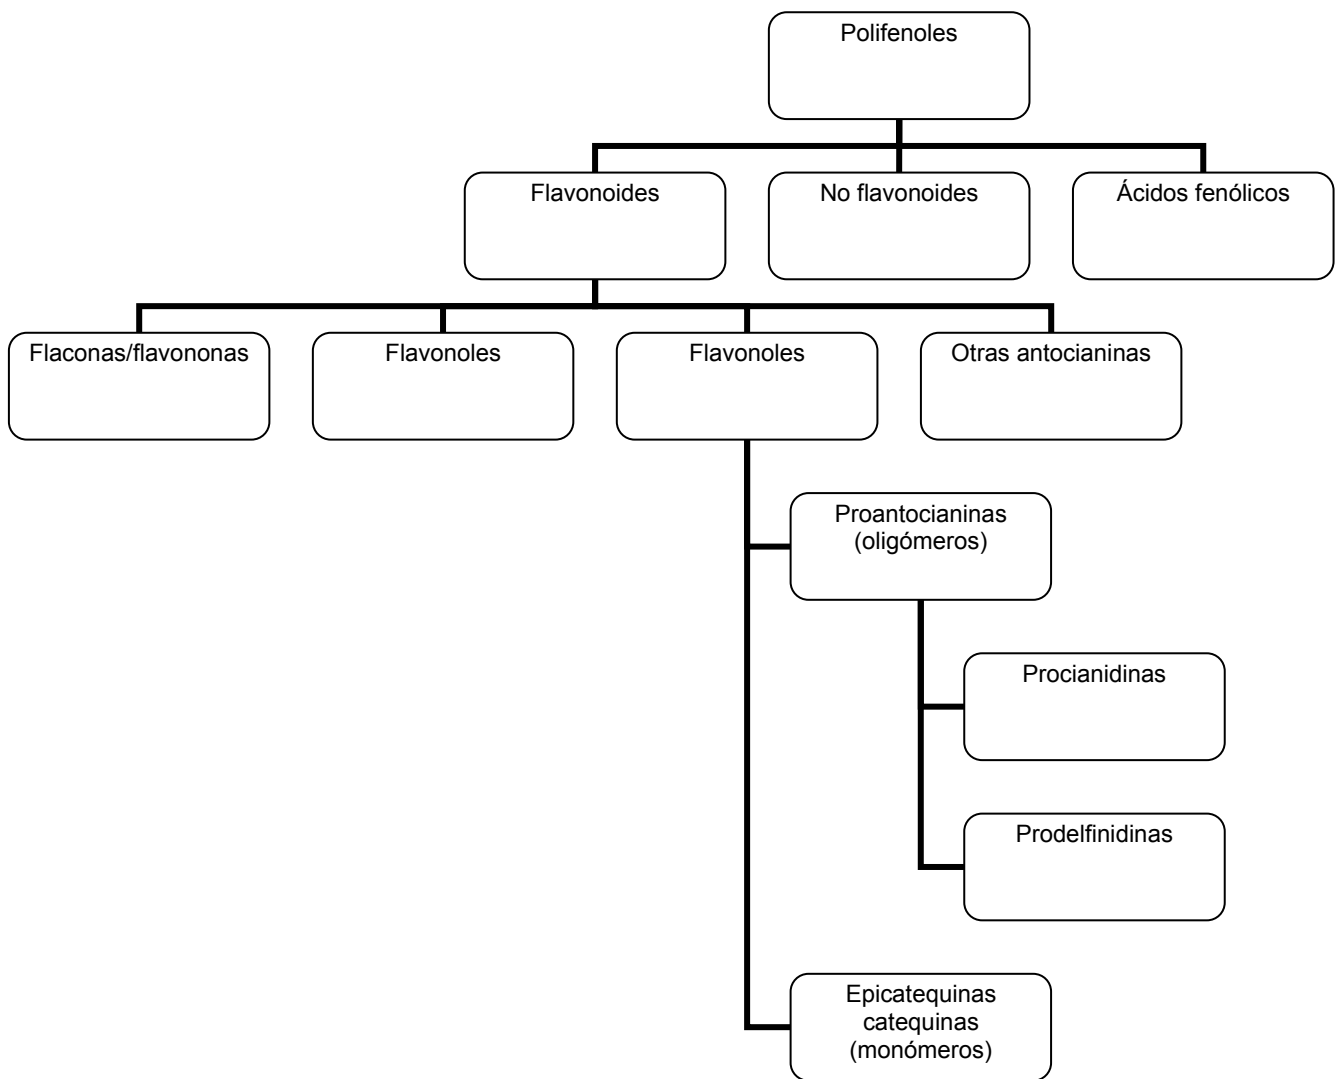 Polifenoles
Flavonoides
No flavonoides
Ácidos fenólicos
Flaconas/flavononas
Flavonoles
Flavonoles
Otras antocianinas
Proantocianinas
(oligómeros)
Procianidinas
Prodelfinidinas
Epicatequinas
catequinas
(monómeros)